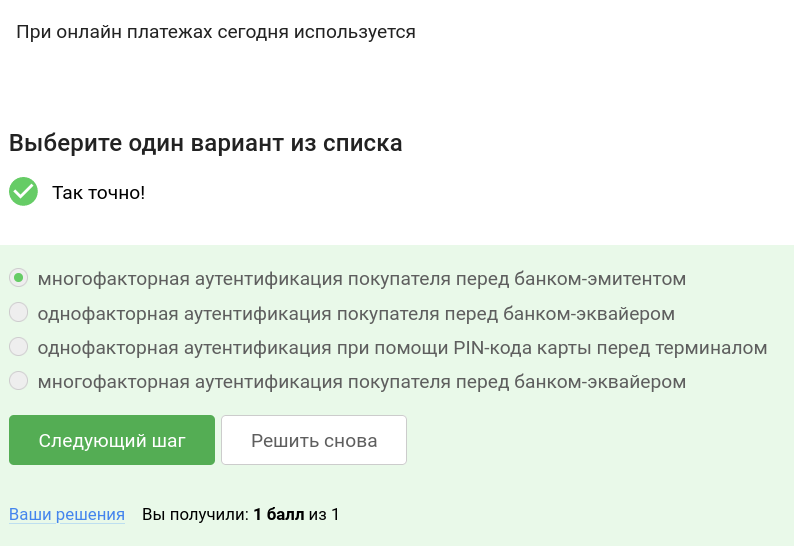 При онлайн платежах сегодня используется
Выберите один вариант из списка
Так точно!
многофакторная аутентификация покупателя перед банком-эмитентом
однофакторная аутентификация покупателя перед банком-эквайером
однофакторная аутентификация при помощи PIN-кода карты перед терминалом
многофакторная аутентификация покупателя перед банком-эквайером
Следующий шаг Решить снова
Ваши решения Вы получили: 1 балл из 1